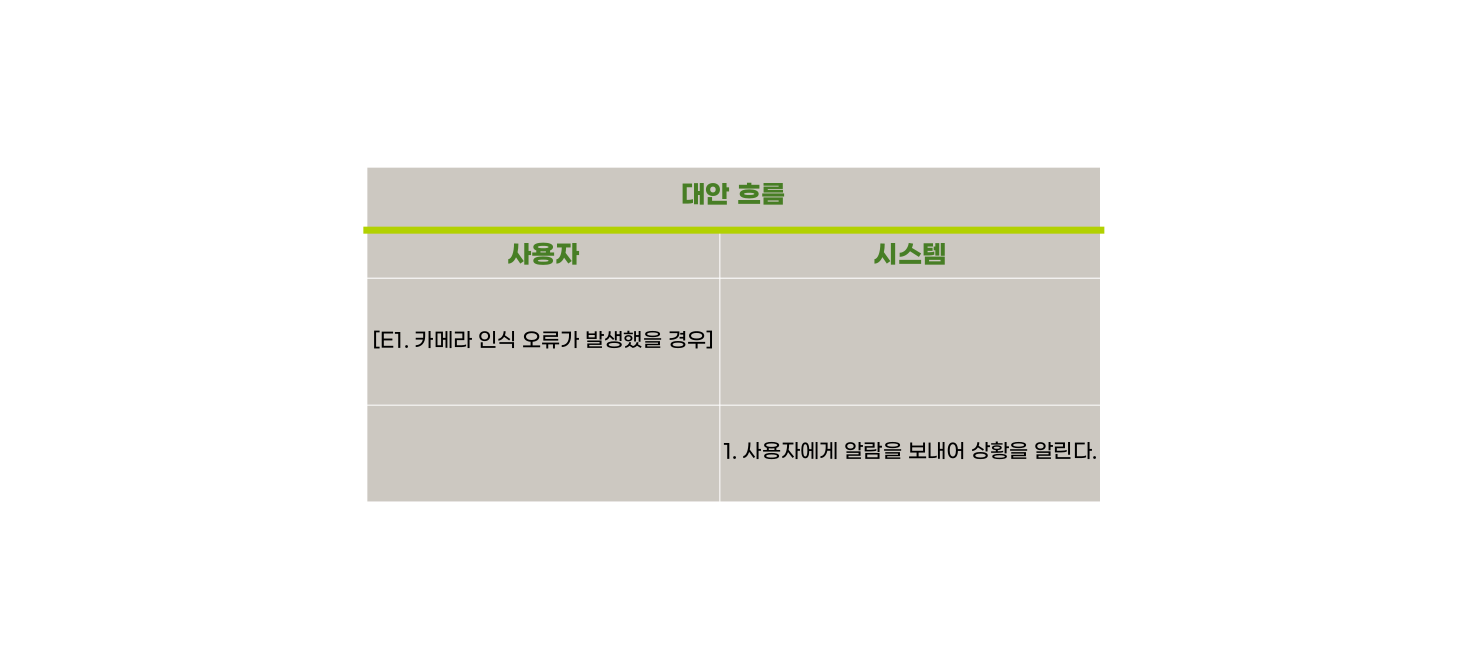 대안 흐름
사용자
시스템
[E1. 카메라 인식 오류가 발생했을 경우]
1. 사용자에게 알람을 보내어 상황을 알린다.